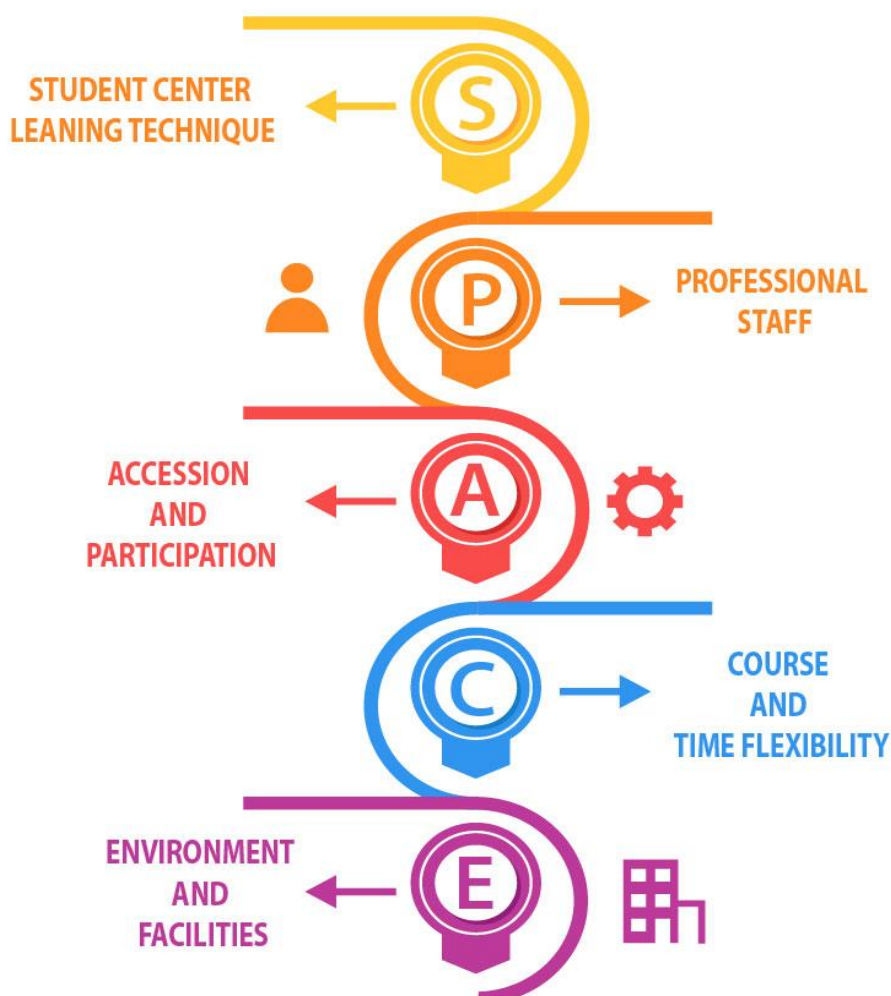 S
STUDENT CENTER
LEANING TECHNIQUE
P
PROFESSIONAL
STAFF
A
ACCESSION
AND
PARTICIPATION
C
COURSE
AND
TIME FLEXIBILITY
E
ENVIRONMENT
AND
FACILITIES